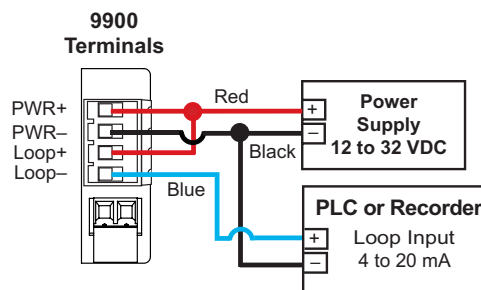 9900
Terminals
PWR+
PWR–
Loop+
Loop–
Red
Black
Blue
+
–
Power
Supply
12 to 32 VDC
PLC or Recorder
+
Loop Input
–
4 to 20 mA